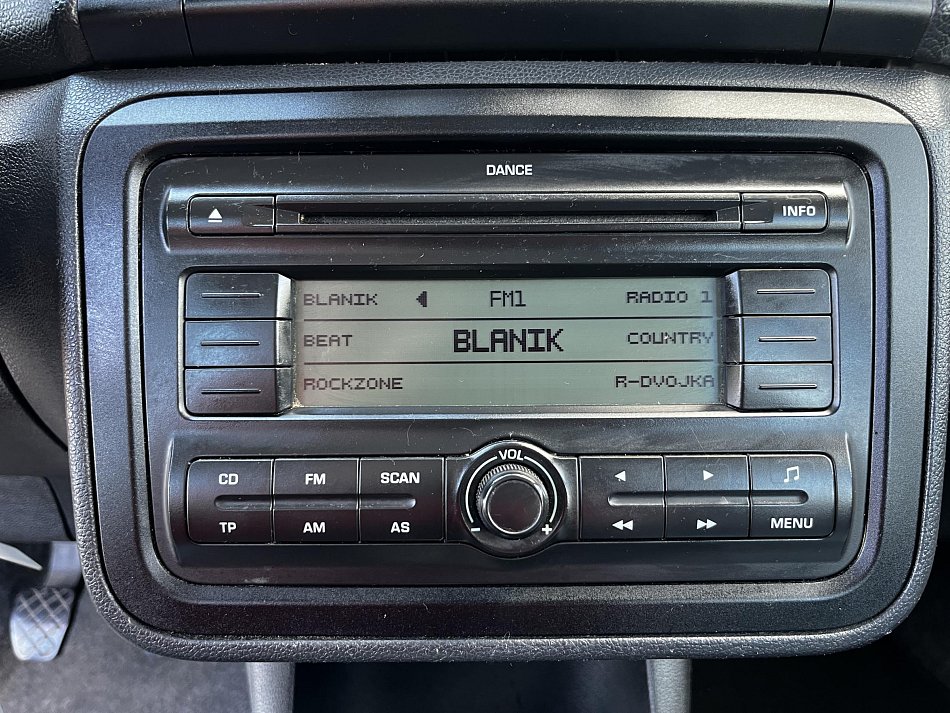 DANCE
INFO
BLANIK FM1 RADIO 1
BEAT BLANIK COUNTRY
ROCKZONE R-DVOJKA
VOL
CD FM SCAN
TP AM AS MENU
- +